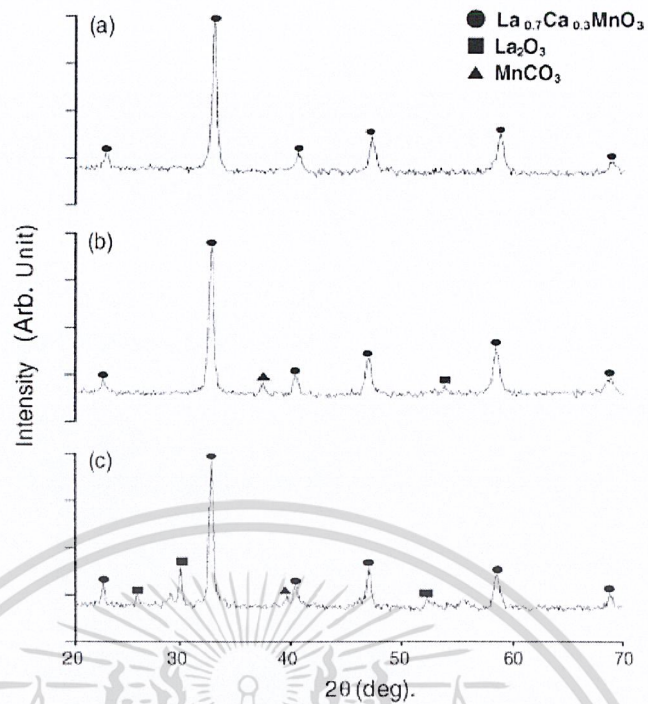 (a)
● La0.7Ca0.3MnO3
■ La2O3
▲ MnCO3
(b)
(c)
Intensity (Arb. Unit)
20 30 40 50 60 70
2θ (deg).